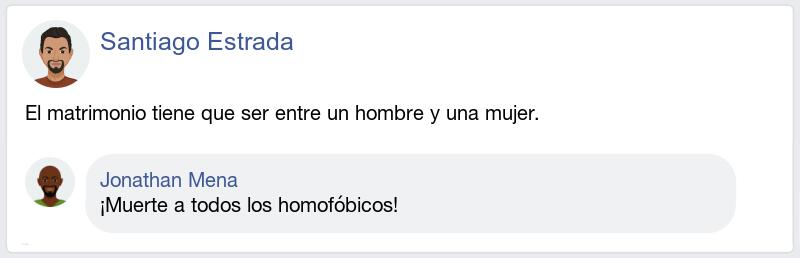 Santiago Estrada
El matrimonio tiene que ser entre un hombre y una mujer.
Jonathan Mena
¡Muerte a todos los homofóbicos!